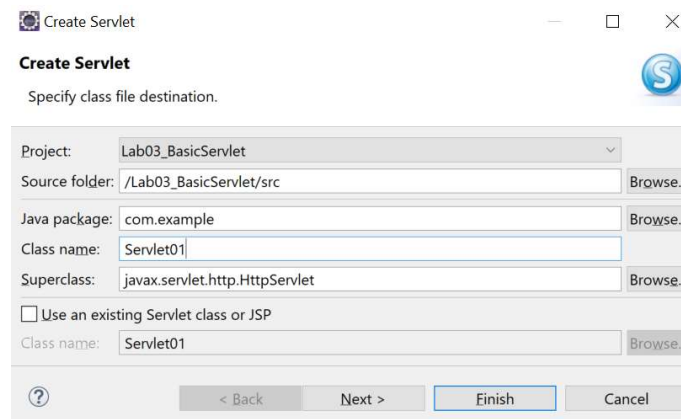 Create Servlet
Create Servlet
Specify class file destination.
Project: Lab03_BasicServlet
Source folder: /Lab03_BasicServlet/src Browse.
Java package: com.example Browse.
Class name: Servlet01
Superclass: javax.servlet.http.HttpServlet Browse.
Use an existing Servlet class or JSP
Class name: Servlet01 Browse.
? < Back Next > Finish Cancel